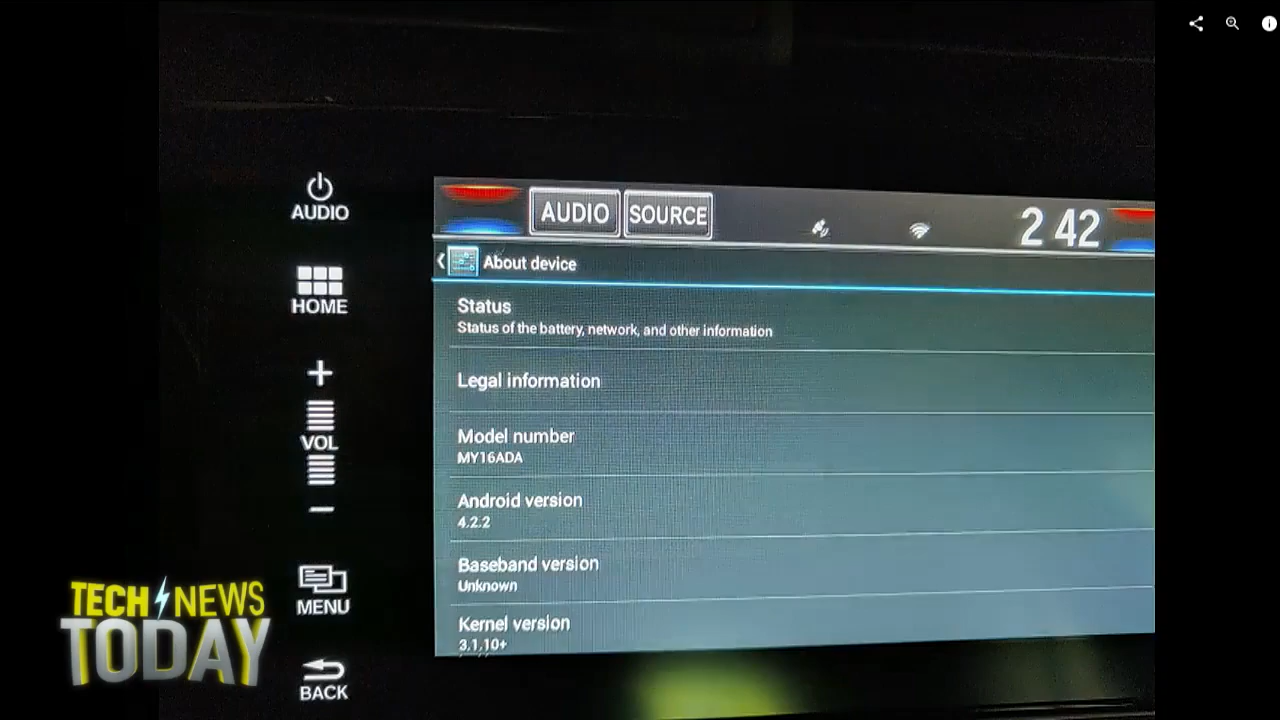 AUDIO
HOME
VOL
MENU
BACK
AUDIO SOURCE 2 42
About device
Status
Status of the battery, network, and other information
Legal information
Model number
MY16ADA
Android version
4.2.2
Baseband version
Unknown
Kernel version
3.1.10+
TECH NEWS
TODAY